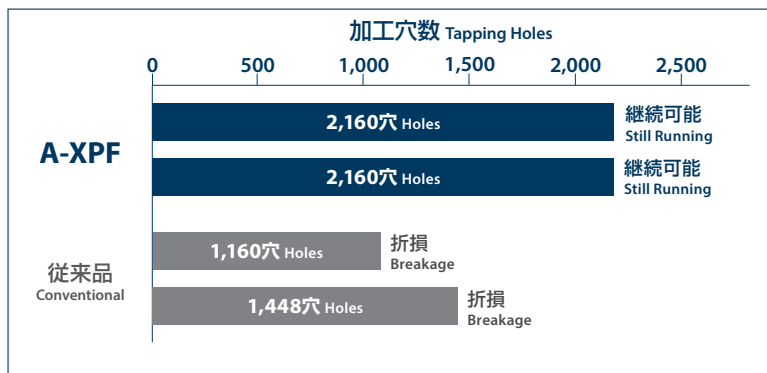 加工穴数 Tapping Holes
0 500 1,000 1,500 2,000 2,500
A-XPF
2,160穴 Holes
継続可能
Still Running
2,160穴 Holes
継続可能
Still Running
従来品
Conventional
1,160穴 Holes
折損
Breakage
1,448穴 Holes
折損
Breakage